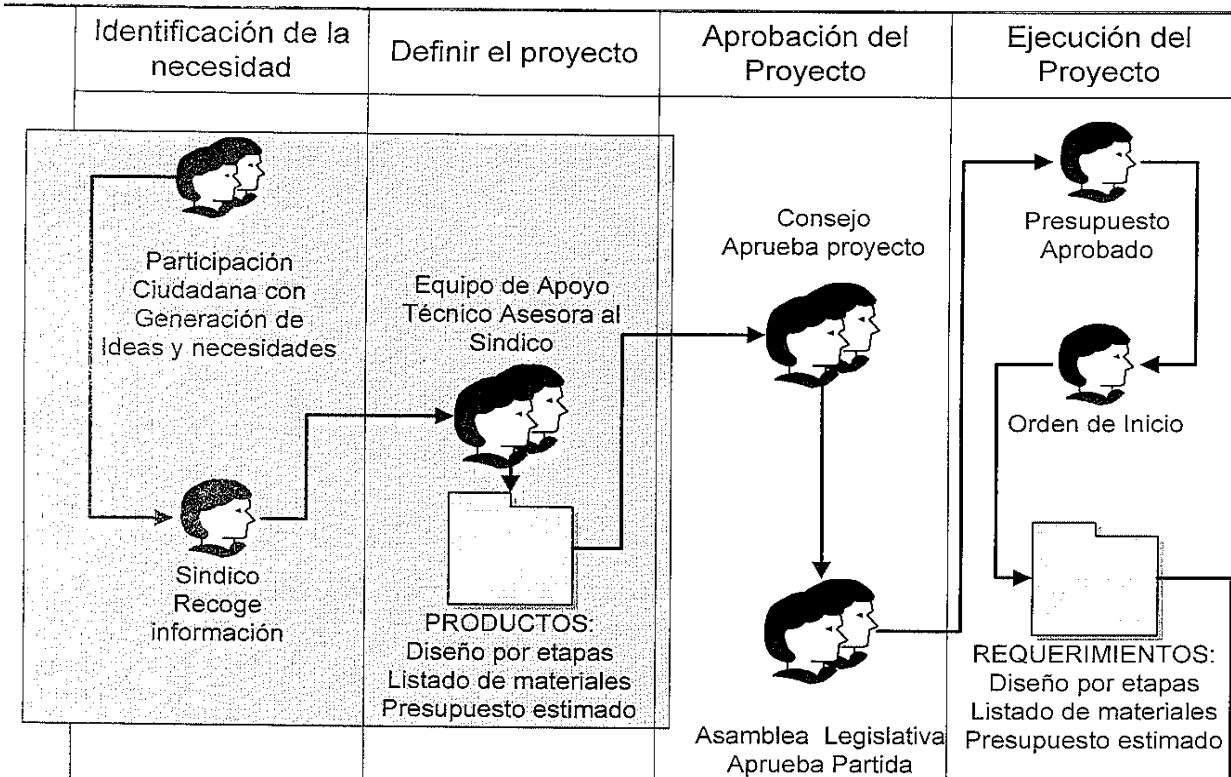 Identificación de la
necesidad
Definir el proyecto
Aprobación del
Proyecto
Ejecución del
Proyecto
Participación
Ciudadana con
Generación de
Ideas y necesidades
Sindico
Recoge
información
Equipo de Apoyo
Técnico Asesora al
Sindico
PRODUCTOS:
Diseño por etapas
Listado de materiales
Presupuesto estimado
Consejo
Aprueba proyecto
Asamblea Legislativa
Aprueba Partida
Presupuesto
Aprobado
Orden de Inicio
REQUERIMIENTOS:
Diseño por etapas
Listado de materiales
Presupuesto estimado